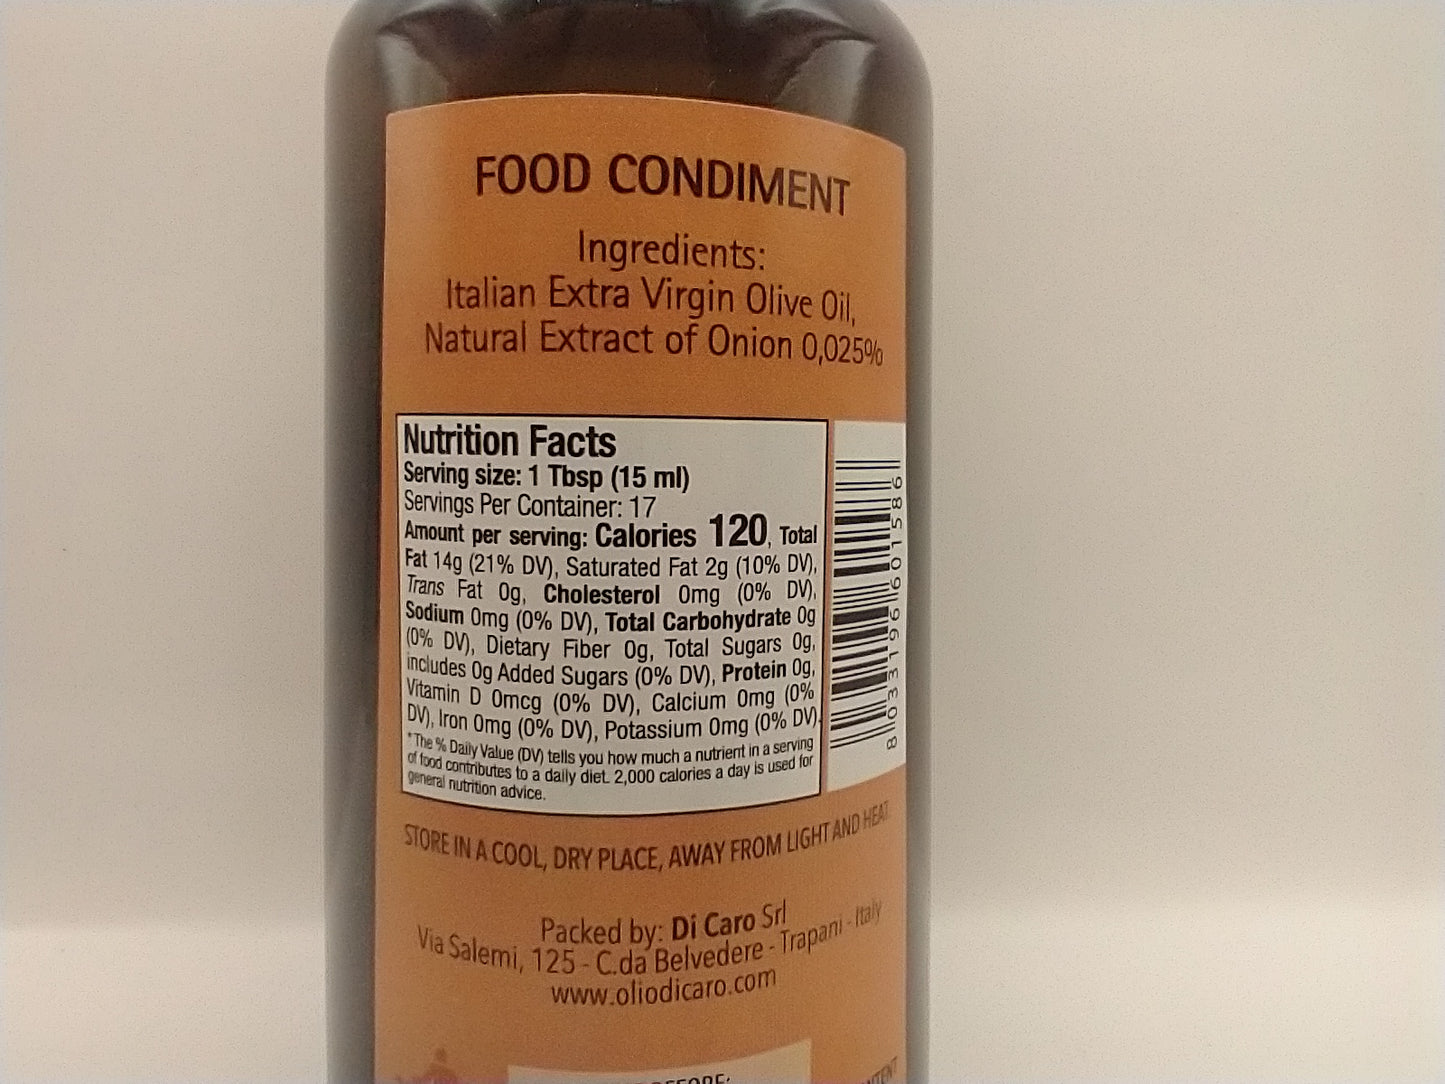 FOOD CONDIMENT
Ingredients:
Italian Extra Virgin Olive Oil,
Natural Extract of Onion 0,025%
Nutrition Facts
Serving size: 1 Tbsp (15 ml)
Servings Per Container: 17
Amount per serving: Calories 120, Total
Fat 14g (21% DV), Saturated Fat 2g (10% DV),
Trans Fat 0g, Cholesterol 0mg (0% DV),
Sodium 0mg (0% DV), Total Carbohydrate 0g
(0% DV), Dietary Fiber 0g, Total Sugars 0g,
includes 0g Added Sugars (0% DV), Protein 0g,
Vitamin D 0mcg (0% DV), Calcium 0mg (0%
DV), Iron 0mg (0% DV), Potassium 0mg (0% DV).
*The % Daily Value (DV) tells you how much a nutrient in a serving
of food contributes to a daily diet. 2,000 calories a day is used for
general nutrition advice.
8 033196 601586
STORE IN A COOL, DRY PLACE, AWAY FROM LIGHT AND HEAT.
Packed by: Di Caro Srl
Via Salemi, 125 - C.da Belvedere - Trapani - Italy
www.oliodicaro.com